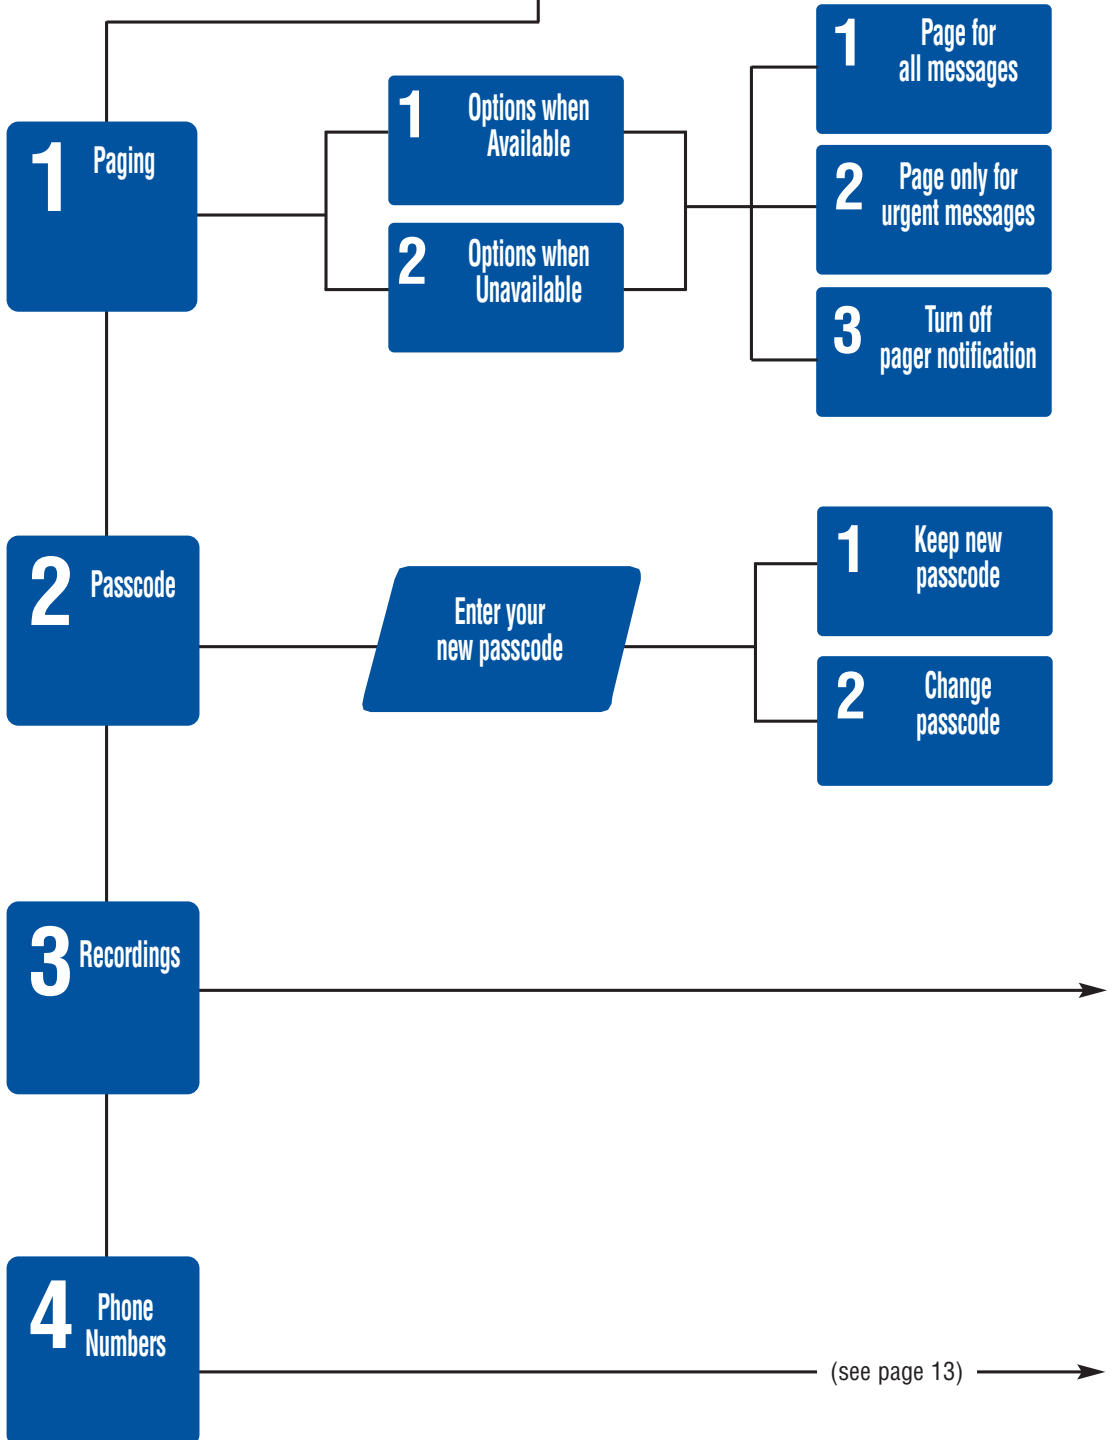 1 Paging
1 Options when
Available
2 Options when
Unavailable
1 Page for
all messages
2 Page only for
urgent messages
3 Turn off
pager notification
2 Passcode
Enter your
new passcode
1 Keep new
passcode
2 Change
passcode
3 Recordings
4 Phone
Numbers
(see page 13)